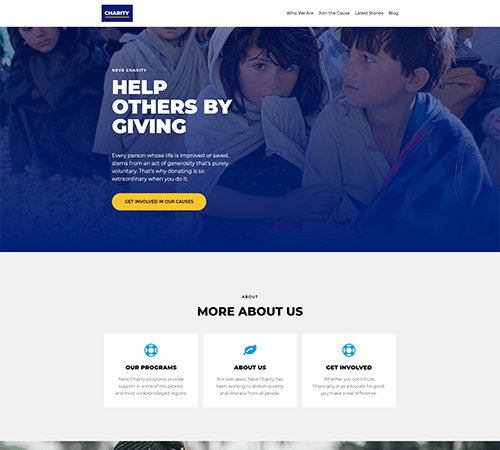 CHARITY
Who We Are Join the Cause Latest Stories Blog
NEVE CHARITY
HELP
OTHERS BY
GIVING
Every person whose life is improved or saved,
stems from an act of generosity that's purely
voluntary. That's why donating is so
extraordinary when you do it.
GET INVOLVED IN OUR CAUSES
ABOUT
MORE ABOUT US
OUR PROGRAMS
Neve Charity programs provide
support in some of the poorest
and most underprivileged regions
ABOUT US
For over years, Neve Charity has
been working to abolish poverty
and illiteracy from all people.
GET INVOLVED
Whether you contribute
financially or as advocate for good,
you make a real difference